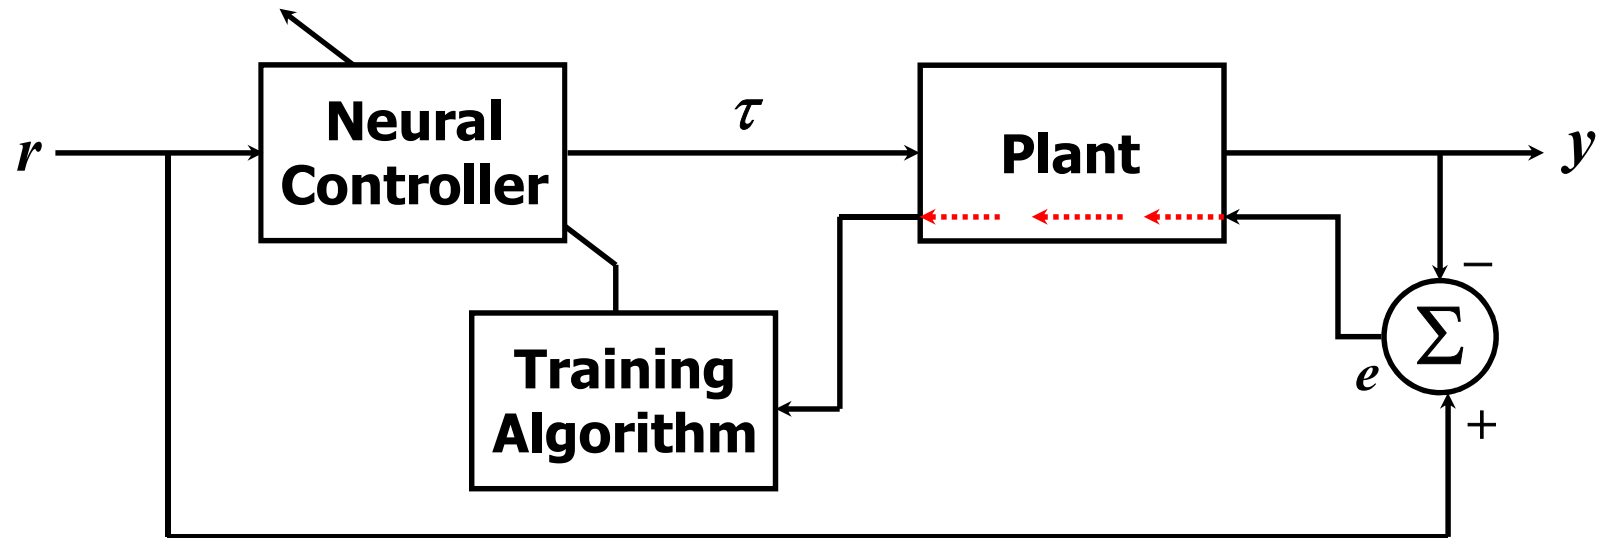 Neural
Controller
r
τ
Plant
y
−
Σ
e
+
Training
Algorithm